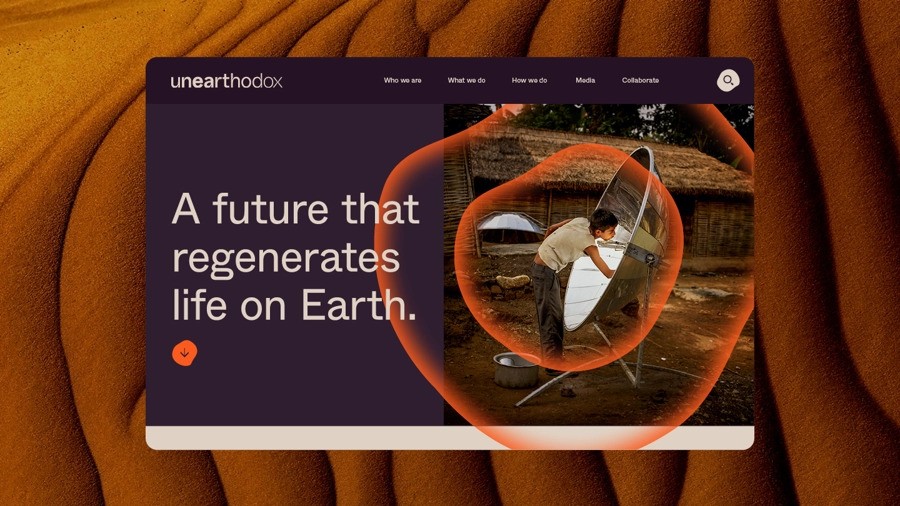 unearthodox
Who we are
What we do
How we do
Media
Collaborate
A future that
regenerates
life on Earth.